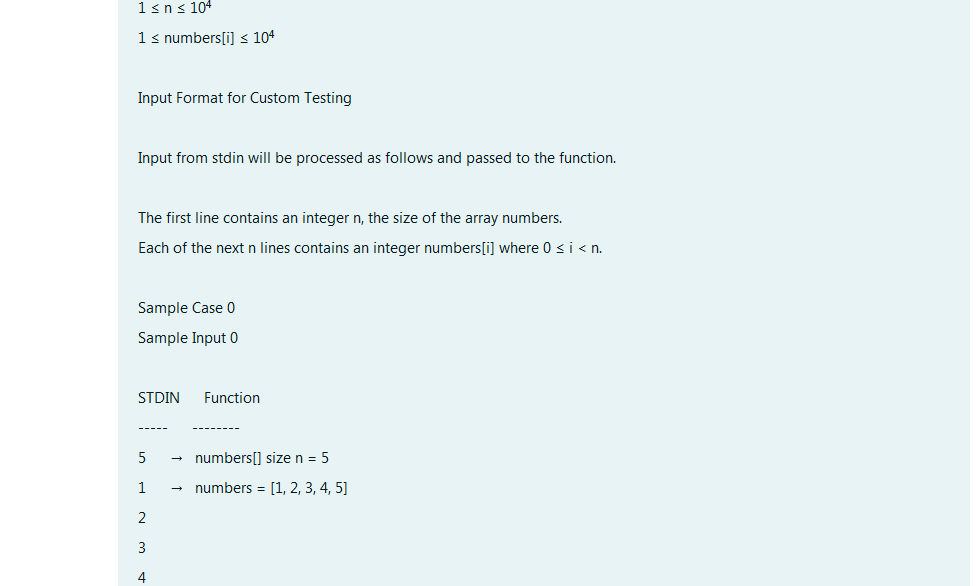 1 ≤ n ≤ 10⁴
1 ≤ numbers[i] ≤ 10⁴
Input Format for Custom Testing
Input from stdin will be processed as follows and passed to the function.
The first line contains an integer n, the size of the array numbers.
Each of the next n lines contains an integer numbers[i] where 0 ≤ i < n.
Sample Case 0
Sample Input 0
STDIN Function
----- --------
5 → numbers[] size n = 5
1 → numbers = [1, 2, 3, 4, 5]
2
3
4